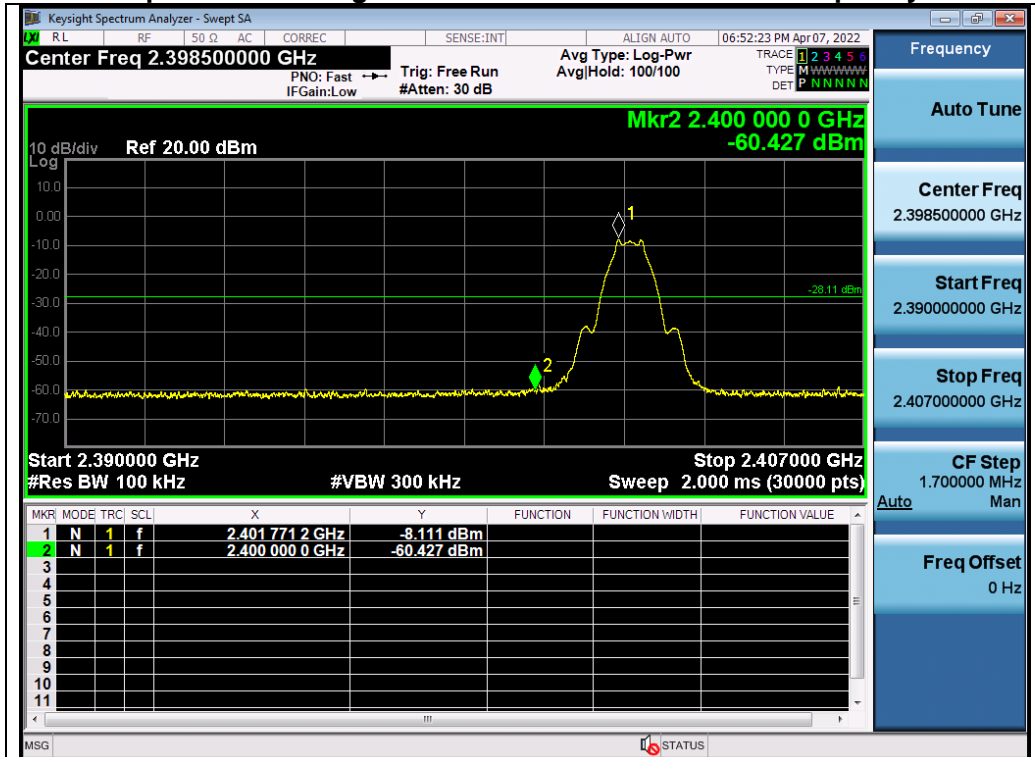 Keysight Spectrum Analyzer - Swept SA
LXI RL RF 50 Ω AC CORREC SENSE:INT ALIGN AUTO 06:52:23 PM Apr 07, 2022
Center Freq 2.398500000 GHz
PNO: Fast
IFGain:Low
Trig: Free Run
#Atten: 30 dB
Avg Type: Log-Pwr
Avg|Hold: 100/100
TRACE 1 2 3 4 5 6
TYPE M WWWWW
DET P N N N N N
Mkr2 2.400 000 0 GHz
-60.427 dBm
10 dB/div Ref 20.00 dBm
Log
10.0
0.00
-10.0
-20.0
-30.0
-40.0
-50.0
-60.0
-70.0
1
-28.11 dBm
2
Start 2.390000 GHz Stop 2.407000 GHz
#Res BW 100 kHz #VBW 300 kHz Sweep 2.000 ms (30000 pts)
MKR MODE TRC SCL X Y FUNCTION FUNCTION WIDTH FUNCTION VALUE
1 N 1 f 2.401 771 2 GHz -8.111 dBm
2 N 1 f 2.400 000 0 GHz -60.427 dBm
3
4
5
6
7
8
9
10
11
MSG STATUS
Frequency
Auto Tune
Center Freq
2.398500000 GHz
Start Freq
2.390000000 GHz
Stop Freq
2.407000000 GHz
CF Step
1.700000 MHz
Auto Man
Freq Offset
0 Hz